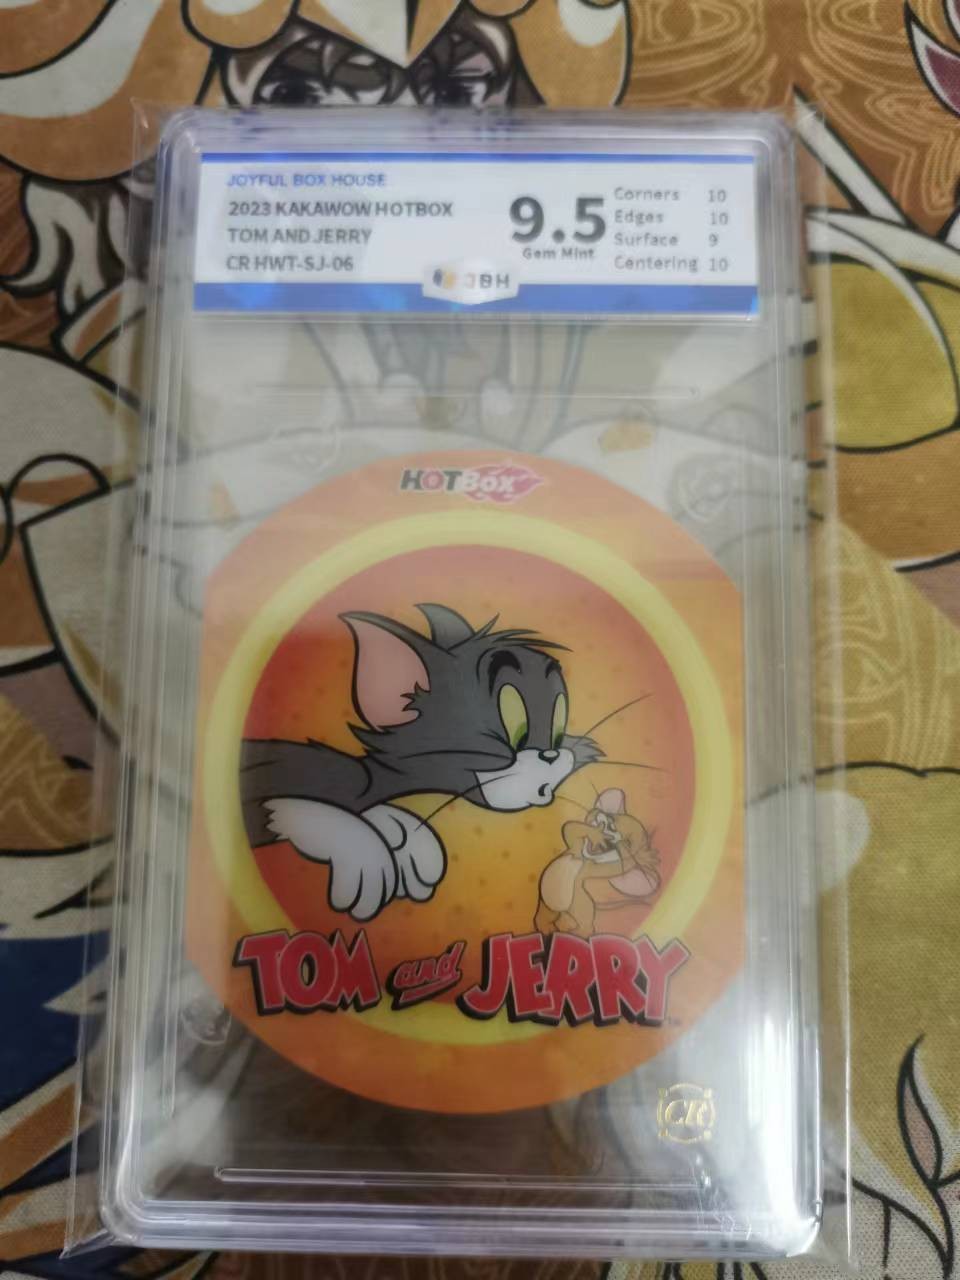 JOYFUL BOX HOUSE
2023 KAKAWOW HOTBOX
TOM AND JERRY
CR HWT-SJ-06
9.5
Gem Mint
Corners 10
Edges 10
Surface 9
Centering 10
JBH
HOTBOX
TOM and JERRY
CR